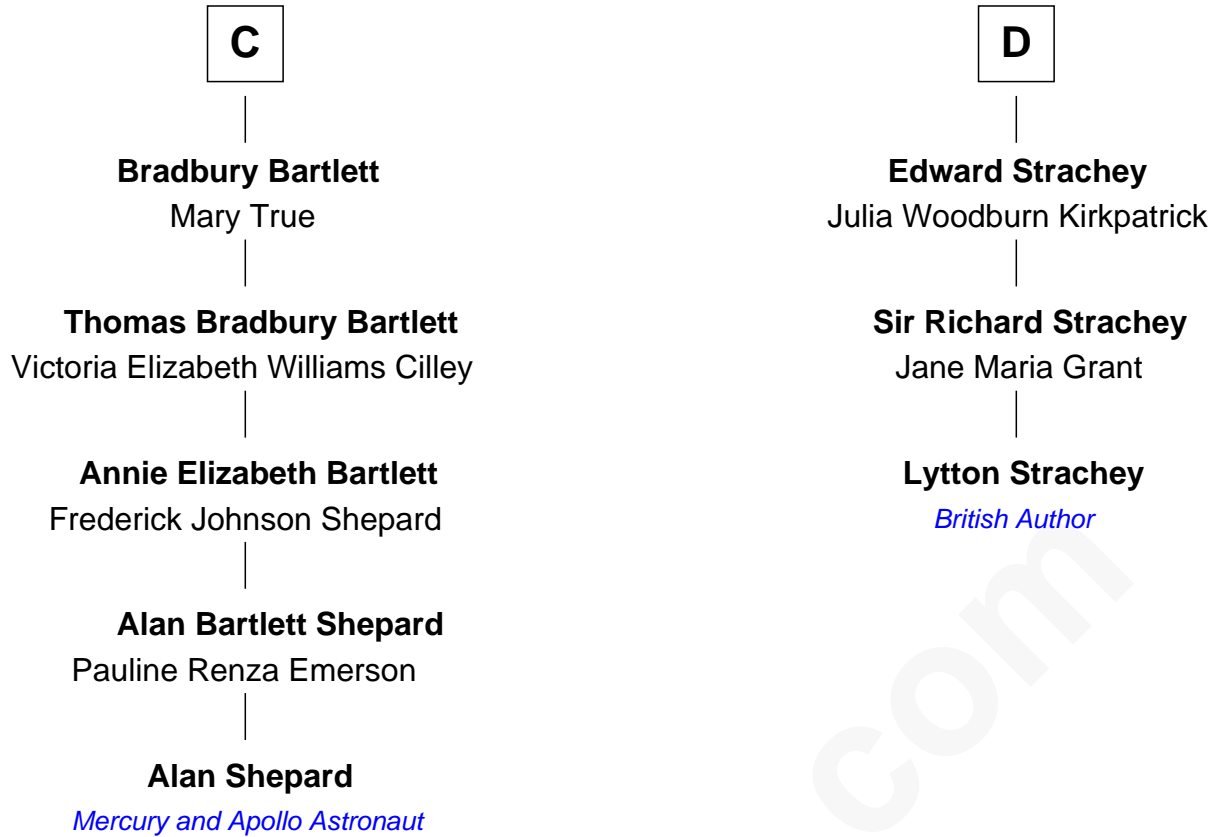 C
Bradbury Bartlett
Mary True
Thomas Bradbury Bartlett
Victoria Elizabeth Williams Cilley
Annie Elizabeth Bartlett
Frederick Johnson Shepard
Alan Bartlett Shepard
Pauline Renza Emerson
Alan Shepard
Mercury and Apollo Astronaut
D
Edward Strachey
Julia Woodburn Kirkpatrick
Sir Richard Strachey
Jane Maria Grant
Lytton Strachey
British Author
com